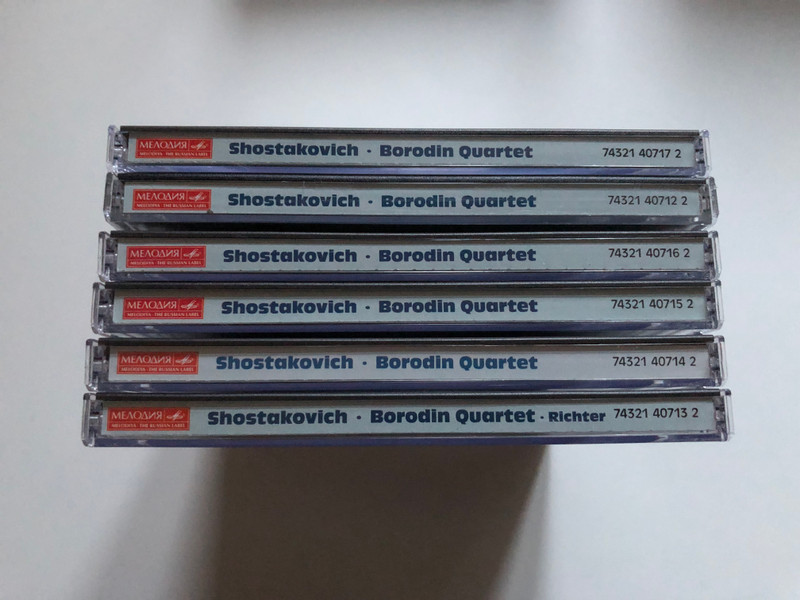 МЕЛОДИЯ
MELODIYA · THE RUSSIAN LABEL
Shostakovich · Borodin Quartet
74321 40717 2
МЕЛОДИЯ
MELODIYA · THE RUSSIAN LABEL
Shostakovich · Borodin Quartet
74321 40712 2
МЕЛОДИЯ
MELODIYA · THE RUSSIAN LABEL
Shostakovich · Borodin Quartet
74321 40716 2
МЕЛОДИЯ
MELODIYA · THE RUSSIAN LABEL
Shostakovich · Borodin Quartet
74321 40715 2
МЕЛОДИЯ
MELODIYA · THE RUSSIAN LABEL
Shostakovich · Borodin Quartet
74321 40714 2
МЕЛОДИЯ
MELODIYA · THE RUSSIAN LABEL
Shostakovich · Borodin Quartet · Richter
74321 40713 2